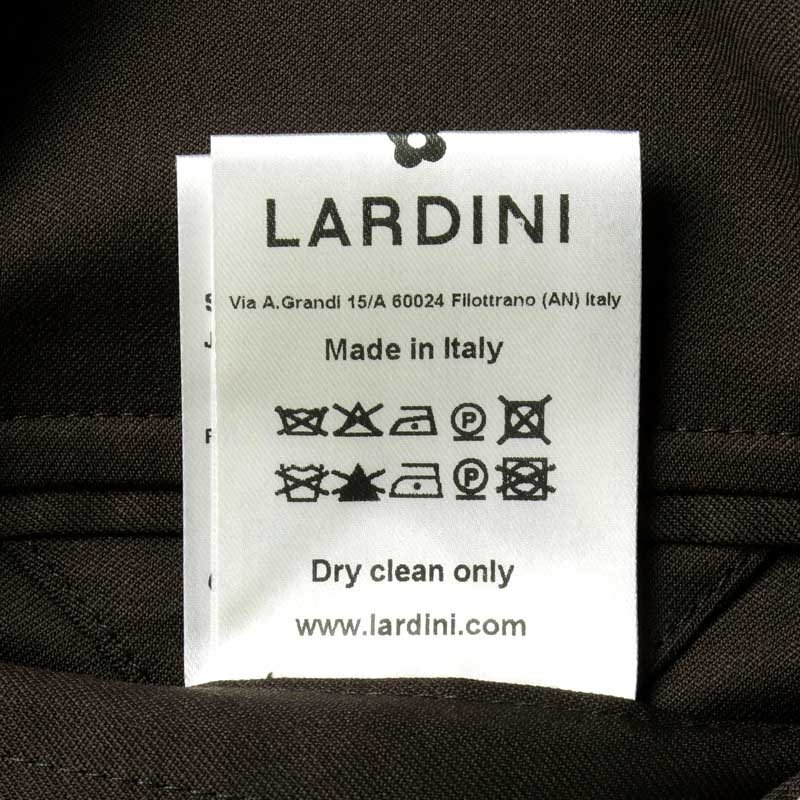 LARDINI
Via A.Grandi 15/A 60024 Filottrano (AN) Italy
Made in Italy
P
P
Dry clean only
www.lardini.com